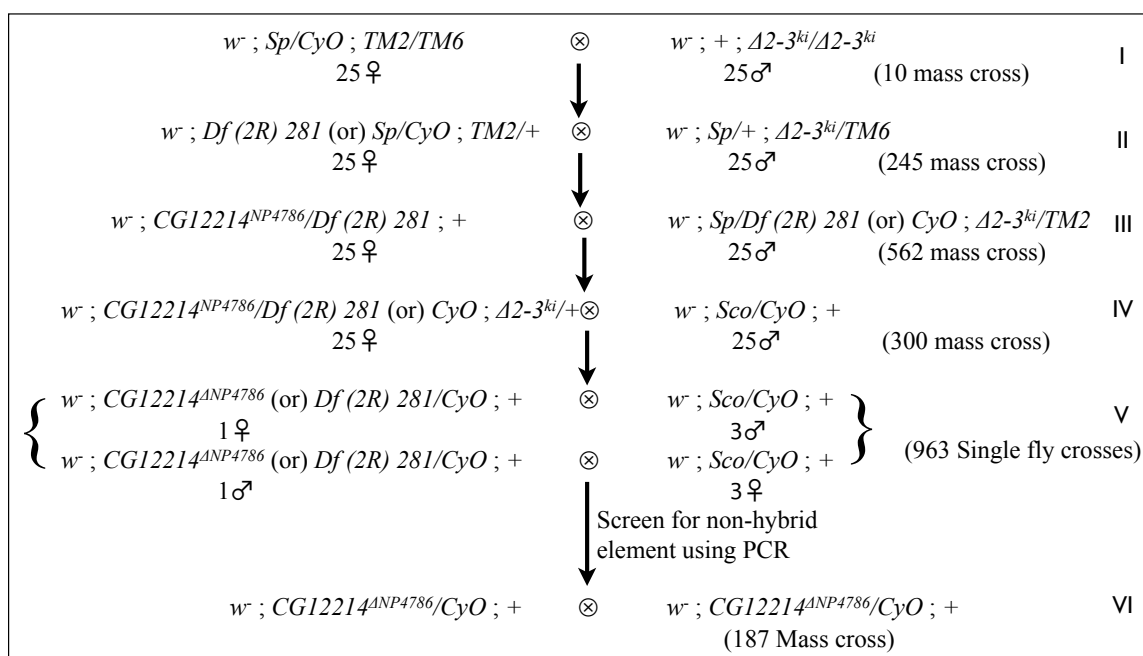 w⁻ ; Sp/CyO ; TM2/TM6 ⊗ w⁻ ; + ; Δ2-3ᵏⁱ/Δ2-3ᵏⁱ I
25♀ 25♂ (10 mass cross)
w⁻ ; Df (2R) 281 (or) Sp/CyO ; TM2/+ ⊗ w⁻ ; Sp/+ ; Δ2-3ᵏⁱ/TM6 II
25♀ 25♂ (245 mass cross)
w⁻ ; CG12214ᴺᴾ⁴⁷⁸⁶/Df (2R) 281 ; + ⊗ w⁻ ; Sp/Df (2R) 281 (or) CyO ; Δ2-3ᵏⁱ/TM2 III
25♀ 25♂ (562 mass cross)
w⁻ ; CG12214ᴺᴾ⁴⁷⁸⁶/Df (2R) 281 (or) CyO ; Δ2-3ᵏⁱ/+ ⊗ w⁻ ; Sco/CyO ; + IV
25♀ 25♂ (300 mass cross)
w⁻ ; CG12214ᐞᴺᴾ⁴⁷⁸⁶ (or) Df (2R) 281/CyO ; + ⊗ w⁻ ; Sco/CyO ; + V
1♀ 3♂ (963 Single fly crosses)
w⁻ ; CG12214ᐞᴺᴾ⁴⁷⁸⁶ (or) Df (2R) 281/CyO ; + ⊗ w⁻ ; Sco/CyO ; +
1♂ 3♀
Screen for non-hybrid
element using PCR
w⁻ ; CG12214ᐞᴺᴾ⁴⁷⁸⁶/CyO ; + ⊗ w⁻ ; CG12214ᐞᴺᴾ⁴⁷⁸⁶/CyO ; + VI
(187 Mass cross)